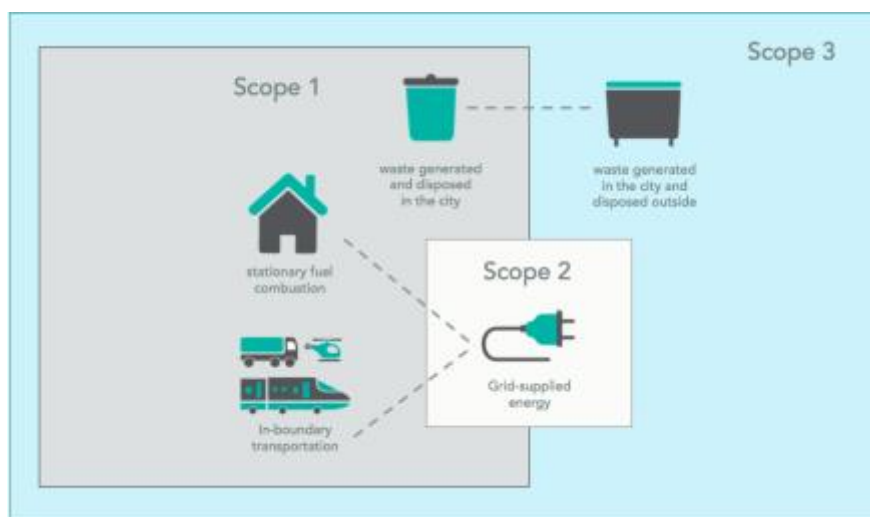 Scope 3
Scope 1
waste generated
and disposed
in the city
waste generated
in the city and
disposed outside
stationary fuel
combustion
Scope 2
Grid-supplied
energy
In-boundary
transportation